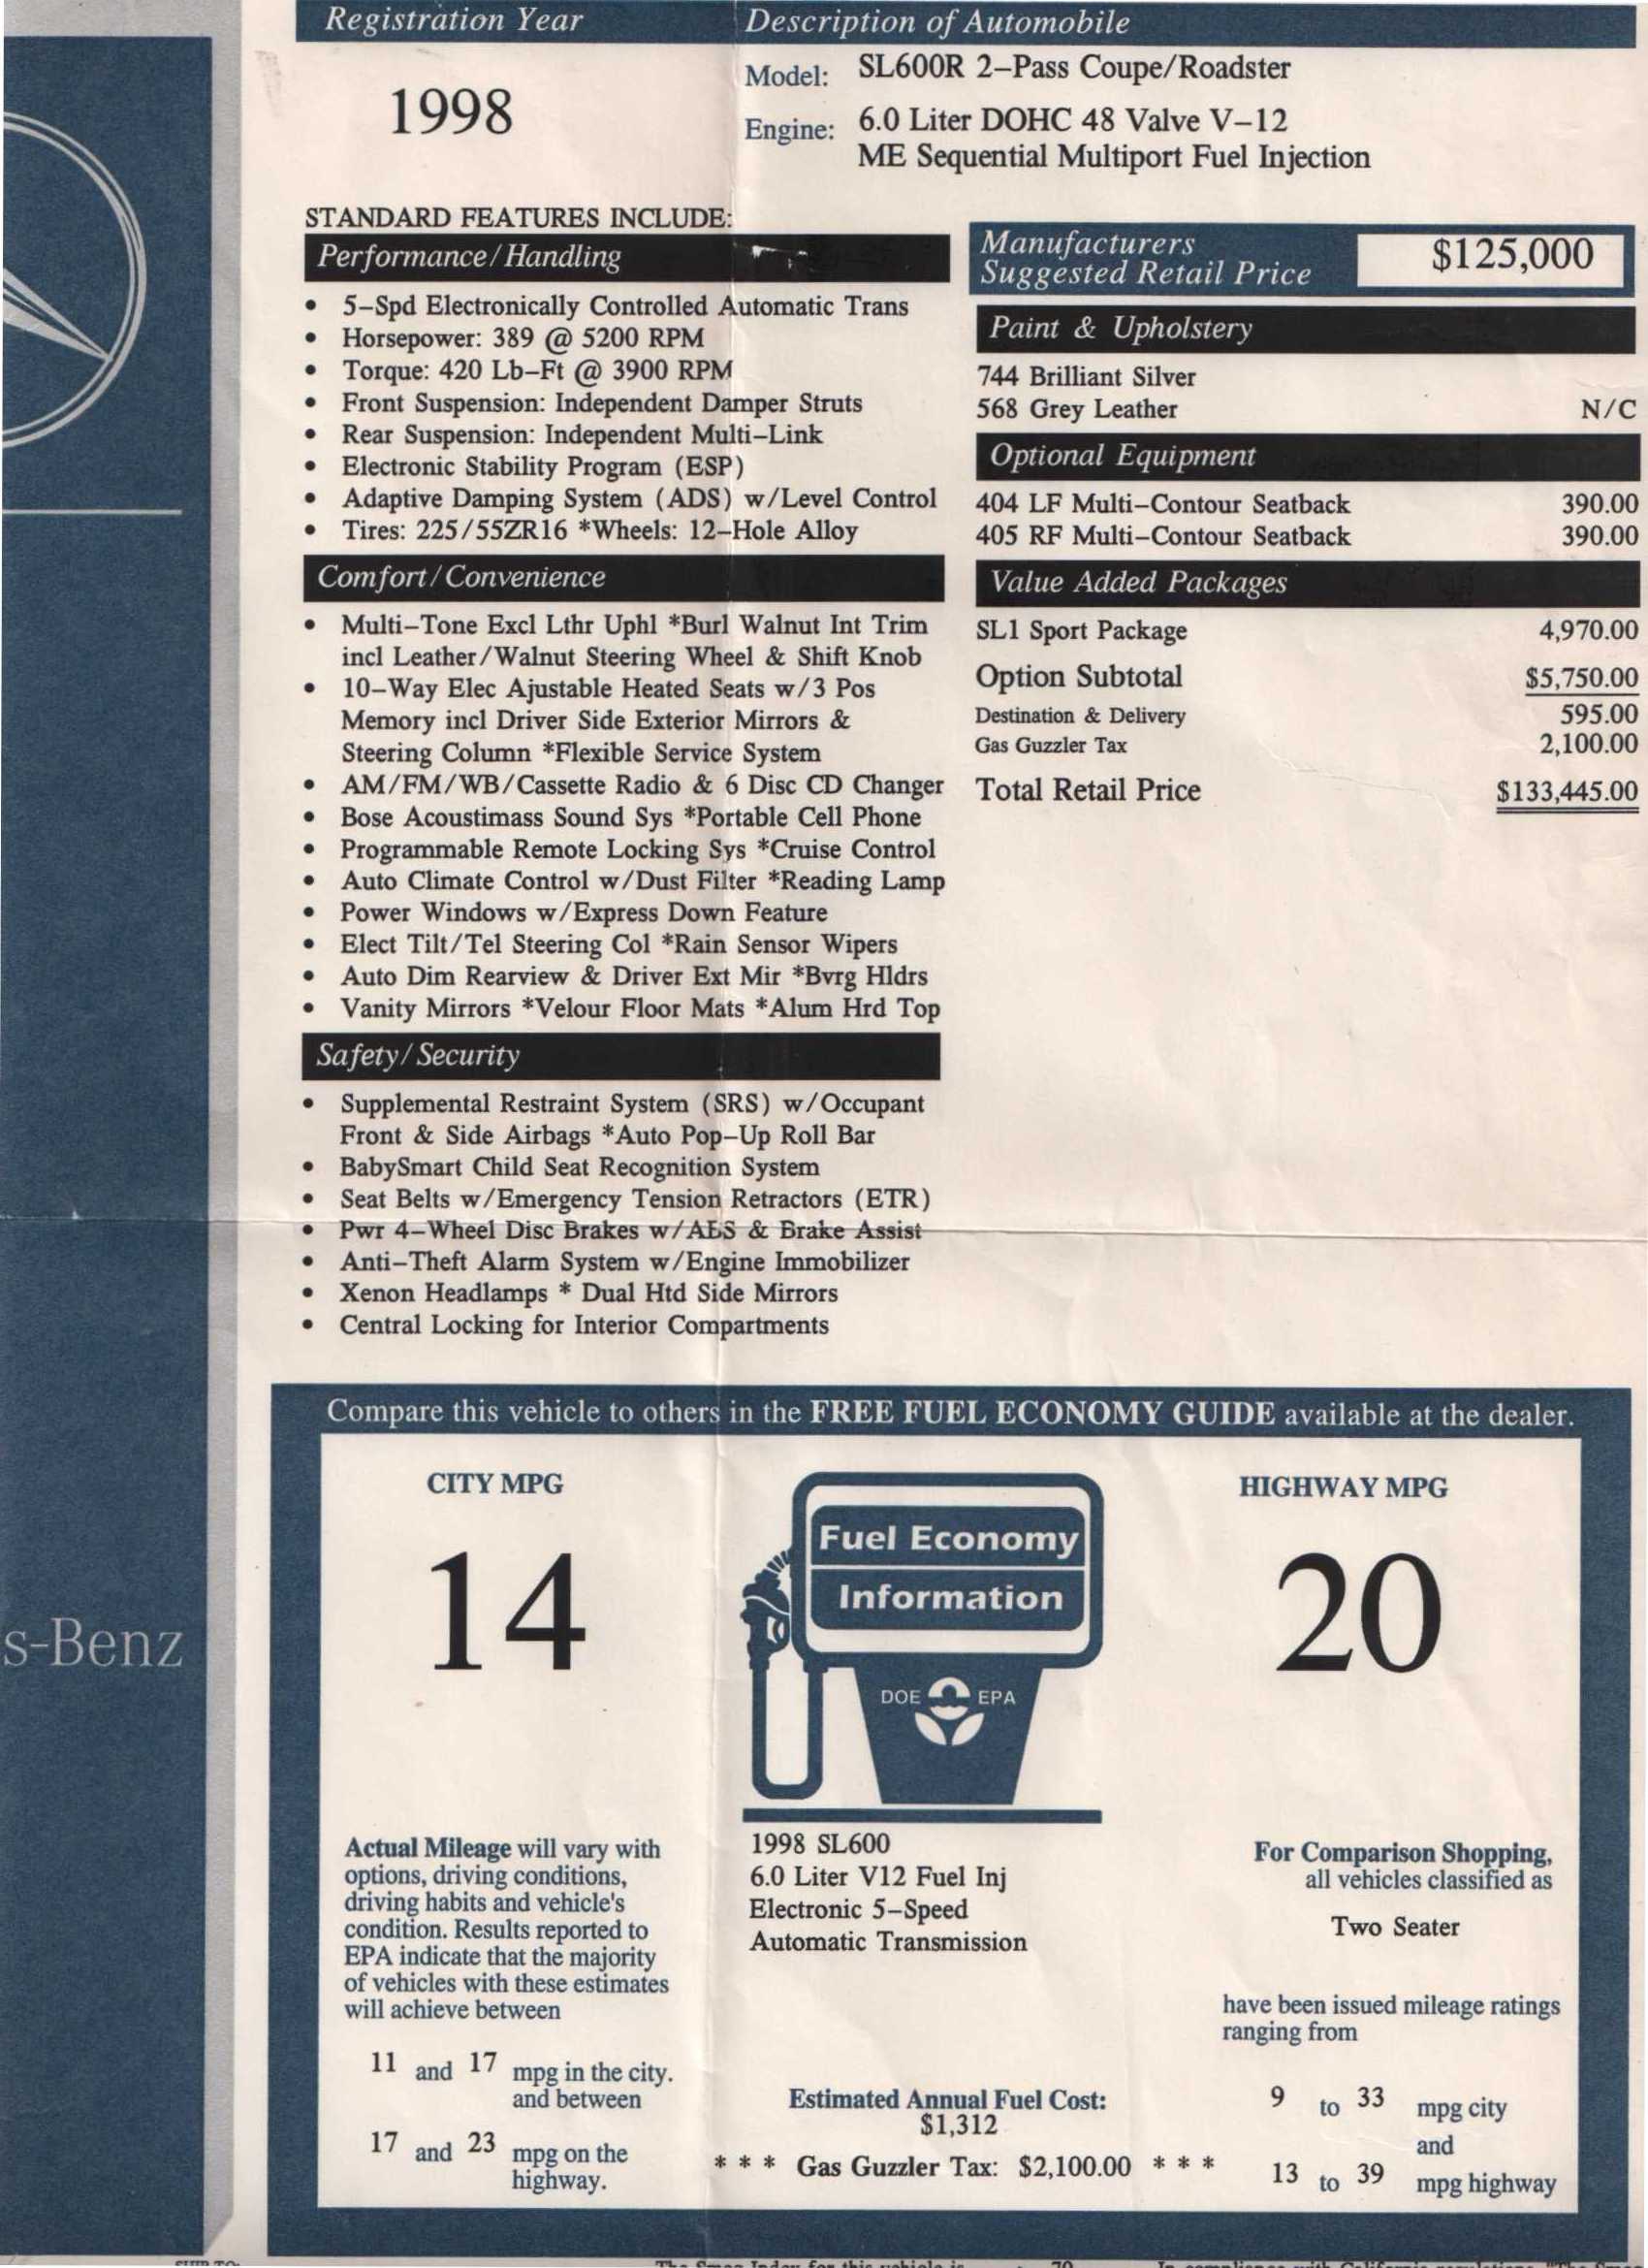 Registration Year
Description of Automobile
1998
Model: SL600R 2-Pass Coupe/Roadster
Engine: 6.0 Liter DOHC 48 Valve V-12
ME Sequential Multiport Fuel Injection
STANDARD FEATURES INCLUDE:
Performance/Handling
• 5-Spd Electronically Controlled Automatic Trans
• Horsepower: 389 @ 5200 RPM
• Torque: 420 Lb-Ft @ 3900 RPM
• Front Suspension: Independent Damper Struts
• Rear Suspension: Independent Multi-Link
• Electronic Stability Program (ESP)
• Adaptive Damping System (ADS) w/Level Control
• Tires: 225/55ZR16 *Wheels: 12-Hole Alloy
Comfort/Convenience
• Multi-Tone Excl Lthr Uphl *Burl Walnut Int Trim
incl Leather/Walnut Steering Wheel & Shift Knob
• 10-Way Elec Ajustable Heated Seats w/3 Pos
Memory incl Driver Side Exterior Mirrors &
Steering Column *Flexible Service System
• AM/FM/WB/Cassette Radio & 6 Disc CD Changer
• Bose Acoustimass Sound Sys *Portable Cell Phone
• Programmable Remote Locking Sys *Cruise Control
• Auto Climate Control w/Dust Filter *Reading Lamp
• Power Windows w/Express Down Feature
• Elect Tilt/Tel Steering Col *Rain Sensor Wipers
• Auto Dim Rearview & Driver Ext Mir *Bvrg Hldrs
• Vanity Mirrors *Velour Floor Mats *Alum Hrd Top
Safety/Security
• Supplemental Restraint System (SRS) w/Occupant
Front & Side Airbags *Auto Pop-Up Roll Bar
• BabySmart Child Seat Recognition System
• Seat Belts w/Emergency Tension Retractors (ETR)
• Pwr 4-Wheel Disc Brakes w/ABS & Brake Assist
• Anti-Theft Alarm System w/Engine Immobilizer
• Xenon Headlamps * Dual Htd Side Mirrors
• Central Locking for Interior Compartments
Manufacturers
Suggested Retail Price $125,000
Paint & Upholstery
744 Brilliant Silver
568 Grey Leather N/C
Optional Equipment
404 LF Multi-Contour Seatback 390.00
405 RF Multi-Contour Seatback 390.00
Value Added Packages
SL1 Sport Package 4,970.00
Option Subtotal $5,750.00
Destination & Delivery 595.00
Gas Guzzler Tax 2,100.00
Total Retail Price $133,445.00
s-Benz
Compare this vehicle to others in the FREE FUEL ECONOMY GUIDE available at the dealer.
CITY MPG
14
Fuel Economy
Information
DOE EPA
HIGHWAY MPG
20
Actual Mileage will vary with
options, driving conditions,
driving habits and vehicle's
condition. Results reported to
EPA indicate that the majority
of vehicles with these estimates
will achieve between
11 and 17 mpg in the city.
and between
17 and 23 mpg on the
highway.
1998 SL600
6.0 Liter V12 Fuel Inj
Electronic 5-Speed
Automatic Transmission
Estimated Annual Fuel Cost:
$1,312
* * * Gas Guzzler Tax: $2,100.00 * * *
For Comparison Shopping,
all vehicles classified as
Two Seater
have been issued mileage ratings
ranging from
9 to 33 mpg city
and
13 to 39 mpg highway